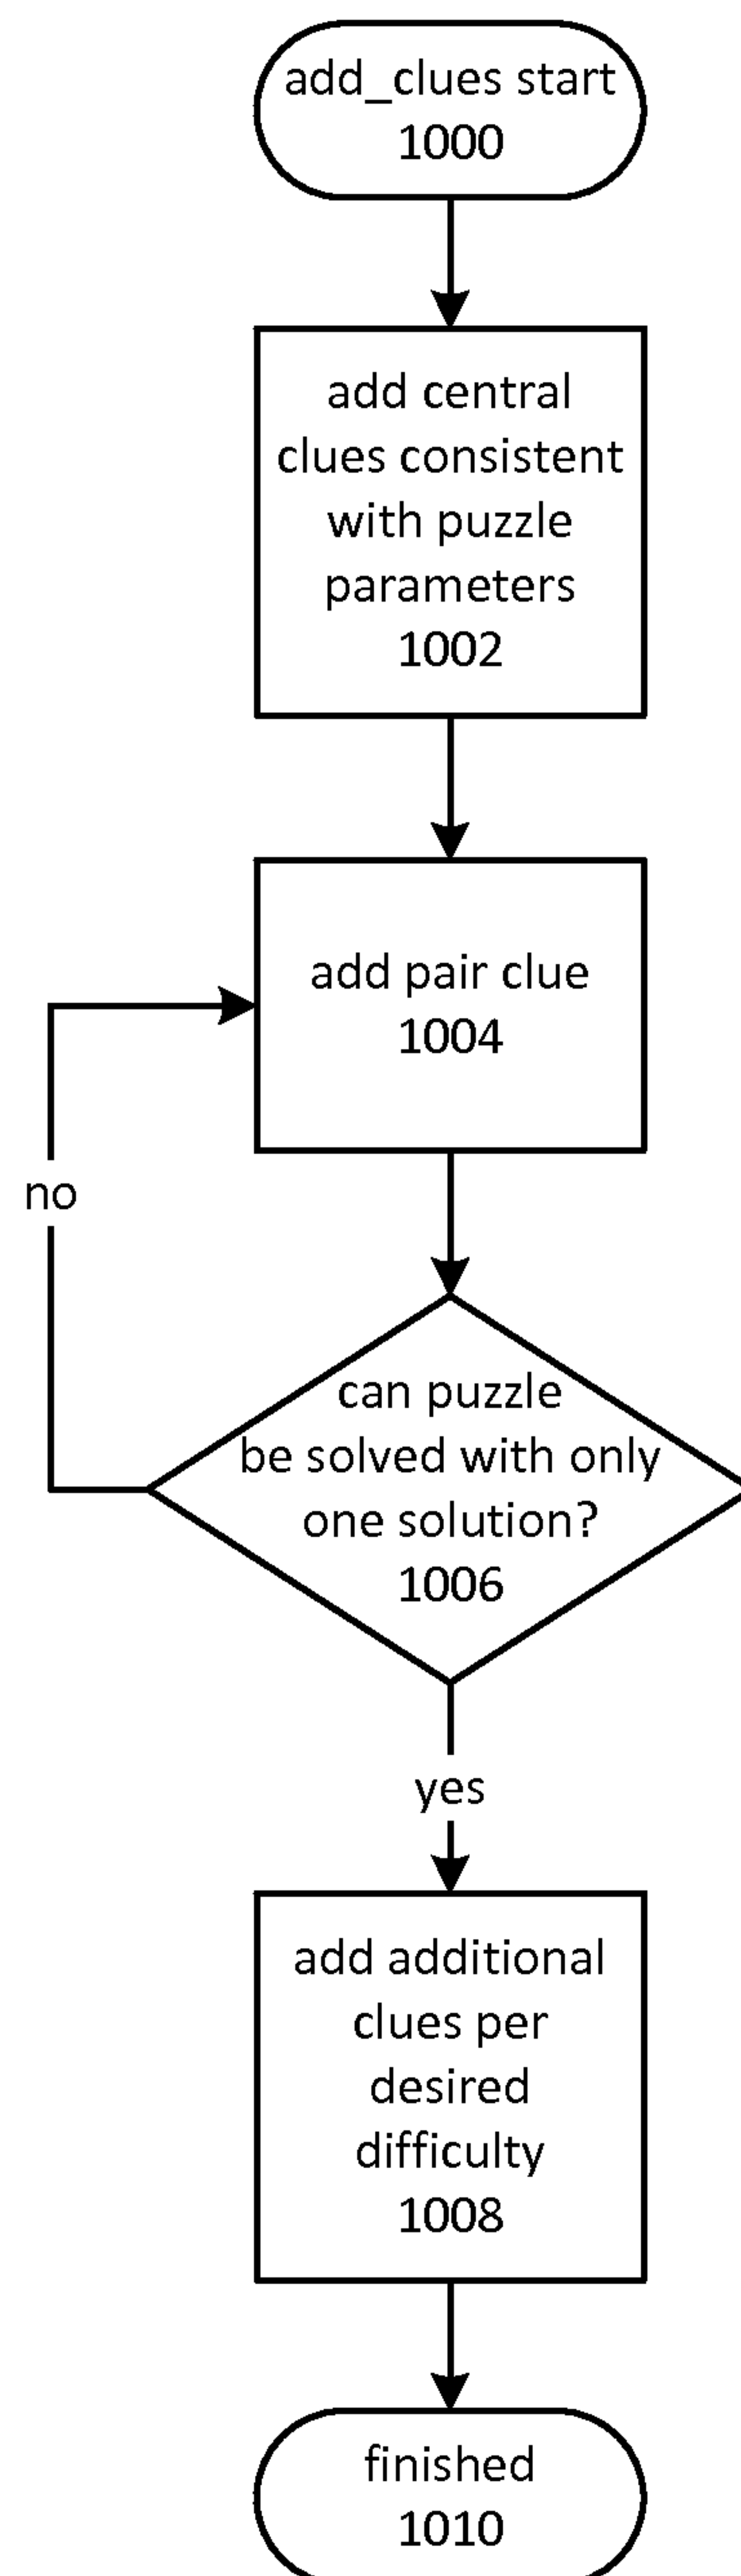 add_clues start
1000
add central
clues consistent
with puzzle
parameters
1002
add pair clue
1004
no
can puzzle
be solved with only
one solution?
1006
yes
add additional
clues per
desired
difficulty
1008
finished
1010